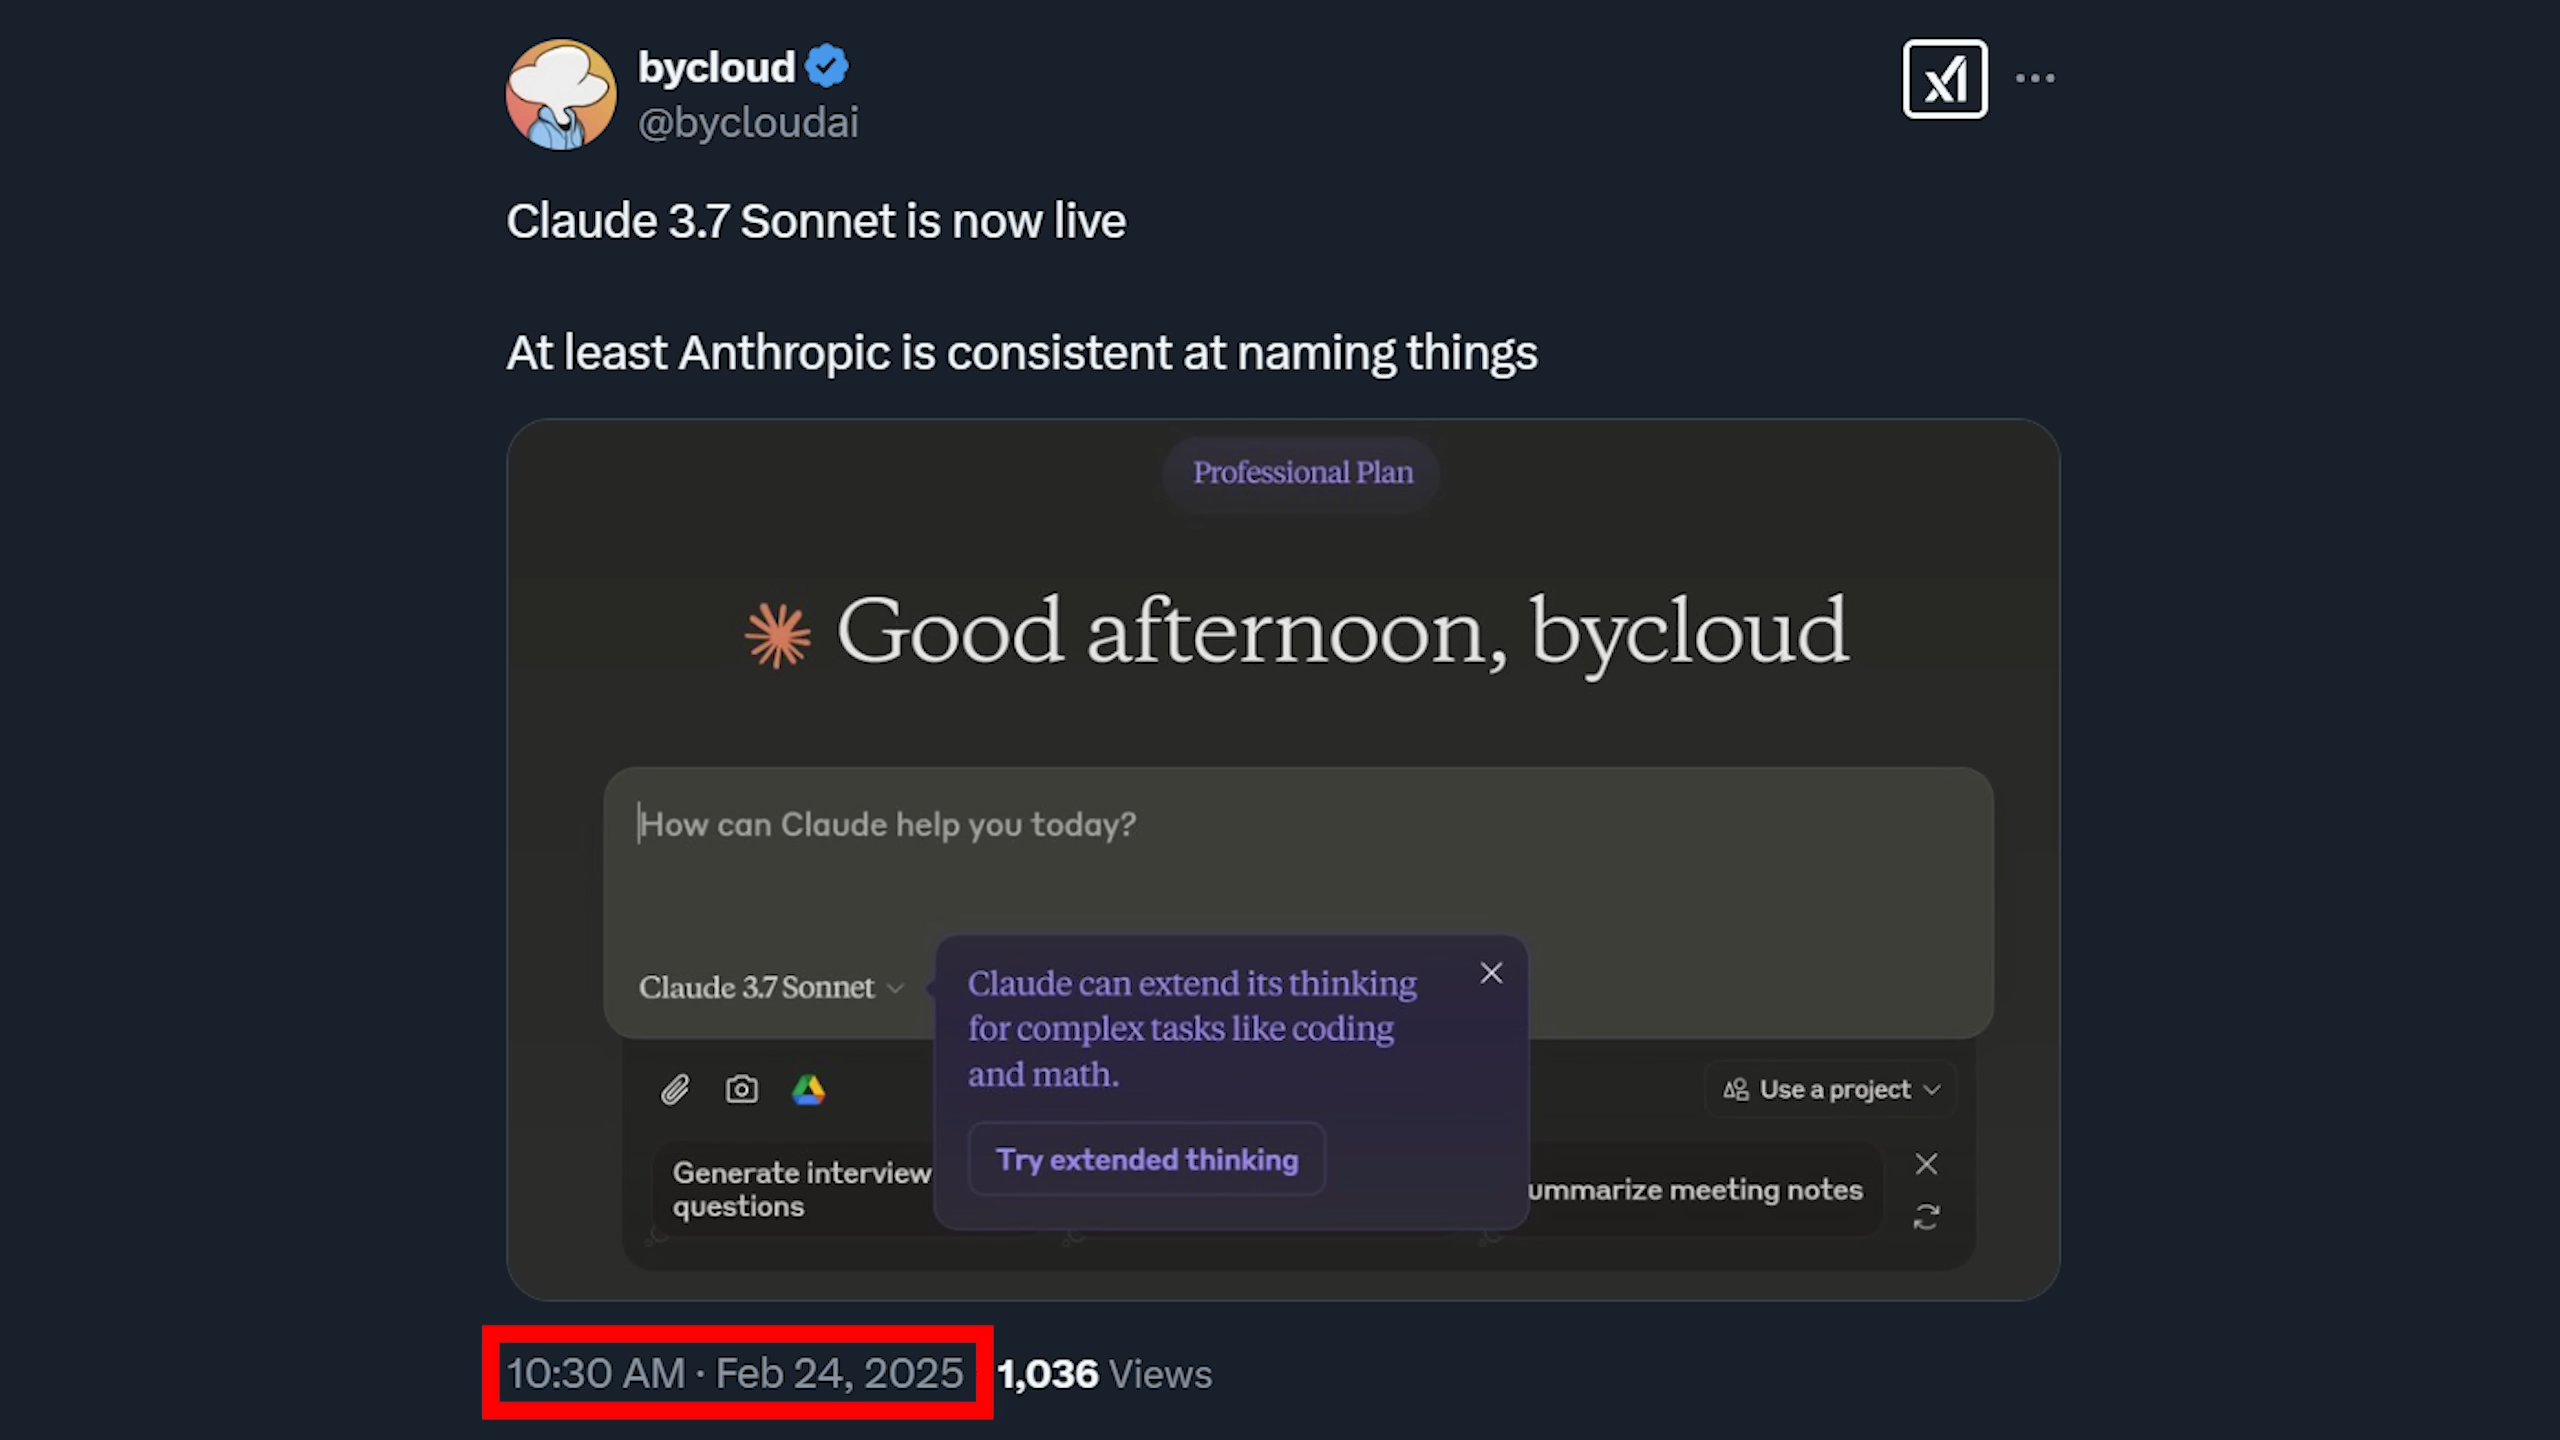 bycloud
@bycloudai
Claude 3.7 Sonnet is now live
At least Anthropic is consistent at naming things
Professional Plan
Good afternoon, bycloud
How can Claude help you today?
Claude 3.7 Sonnet
Claude can extend its thinking
for complex tasks like coding
and math.
Try extended thinking
Use a project
Generate interview
questions
ummarize meeting notes
10:30 AM · Feb 24, 2025 1,036 Views